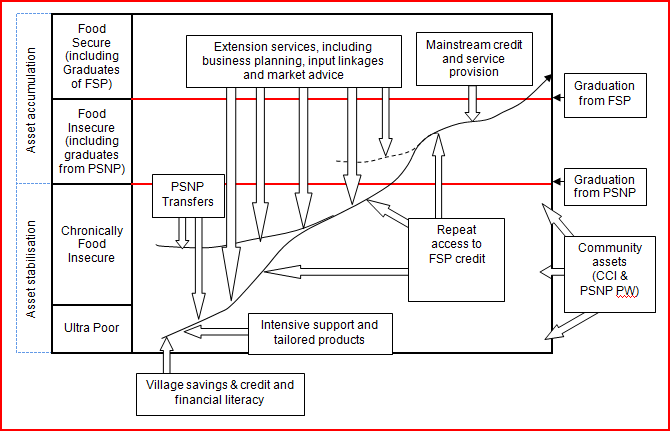 Asset accumulation
Asset stabilisation
Food
Secure
(including
Graduates
of FSP)
Food
Insecure
(including
graduates
from PSNP)
Chronically
Food
Insecure
Ultra Poor
Extension services, including
business planning, input linkages
and market advice
Mainstream credit
and service
provision
Graduation
from FSP
PSNP
Transfers
Graduation
from PSNP
Repeat
access to
FSP credit
Community
assets
(CCI &
PSNP PW)
Intensive support and
tailored products
Village savings & credit and
financial literacy